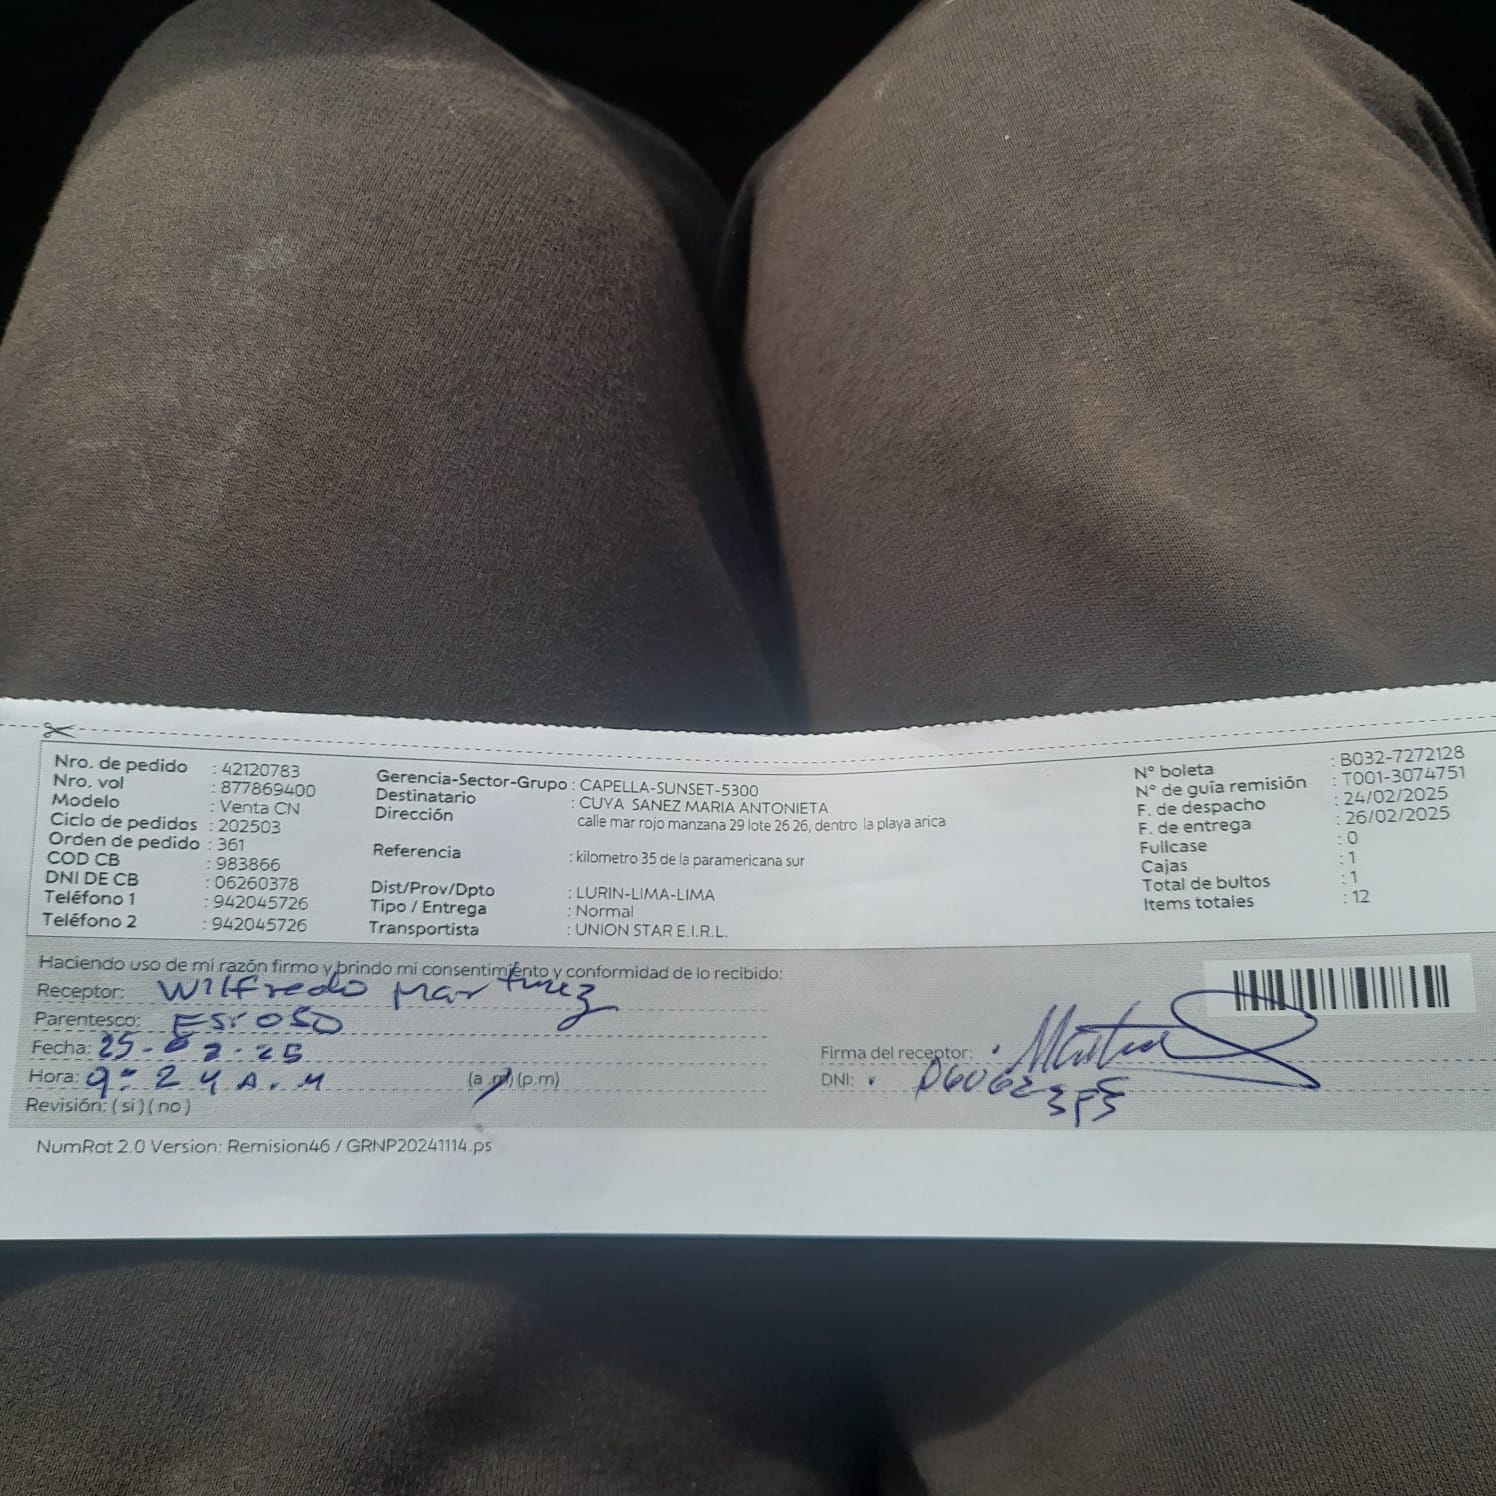 Nro. de pedido : 42120783
Nro. vol : 877869400
Modelo : Venta CN
Ciclo de pedidos : 202503
Orden de pedido : 361
COD CB : 983866
DNI DE CB : 06260378
Teléfono 1 : 942045726
Teléfono 2 : 942045726
Gerencia-Sector-Grupo : CAPELLA-SUNSET-5300
Destinatario : CUYA SANEZ MARIA ANTONIETA
Dirección calle mar rojo manzana 29 lote 26 26, dentro la playa arica
Referencia : kilometro 35 de la paramericana sur
Dist/Prov/Dpto : LURIN-LIMA-LIMA
Tipo / Entrega : Normal
Transportista : UNION STAR E.I.R.L.
N° boleta : B032-7272128
N° de guía remisión : T001-3074751
F. de despacho : 24/02/2025
F. de entrega : 26/02/2025
Fullcase : 0
Cajas : 1
Total de bultos : 1
Items totales : 12
Haciendo uso de mi razón firmo y brindo mi consentimiento y conformidad de lo recibido:
Receptor: Wilfredo Martinez
Parentesco: Esposo
Fecha: 25-02-25
Hora: 9:24 A.M (a.m) (p.m)
Revisión: (si) (no)
Firma del receptor:
DNI:
NumRot 2.0 Version: Remision46 / GRNP20241114.ps